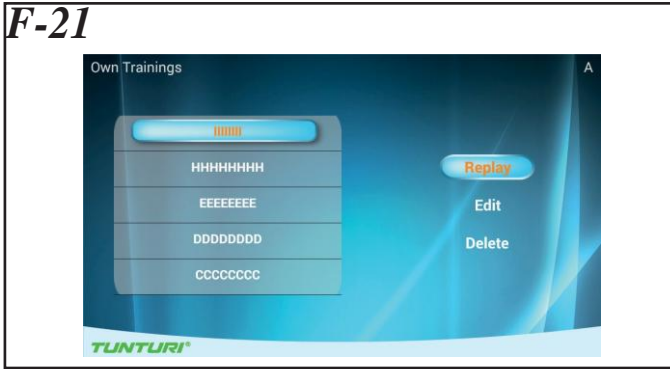 F-21
Own Trainings
A
IIIIIIII
HHHHHHHH
EEEEEEEE
DDDDDDDD
CCCCCCCC
Replay
Edit
Delete
TUNTURI®